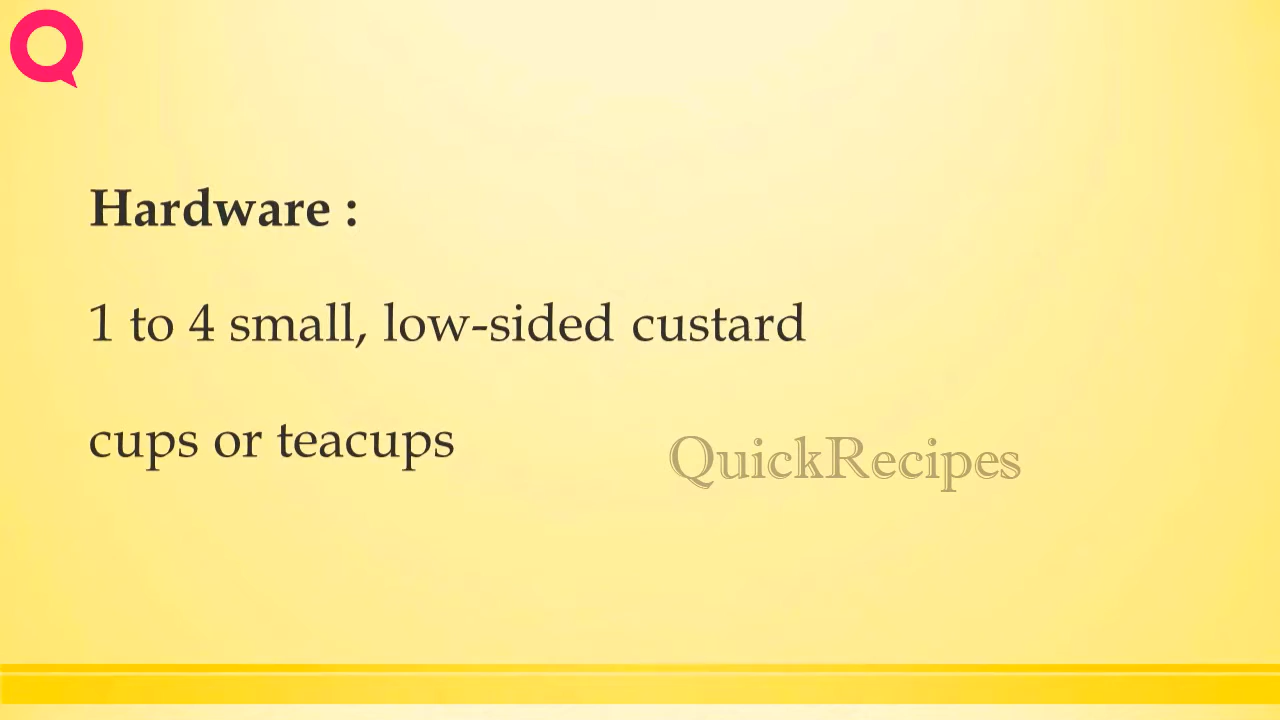 Hardware :
1 to 4 small, low-sided custard
cups or teacups
QuickRecipes